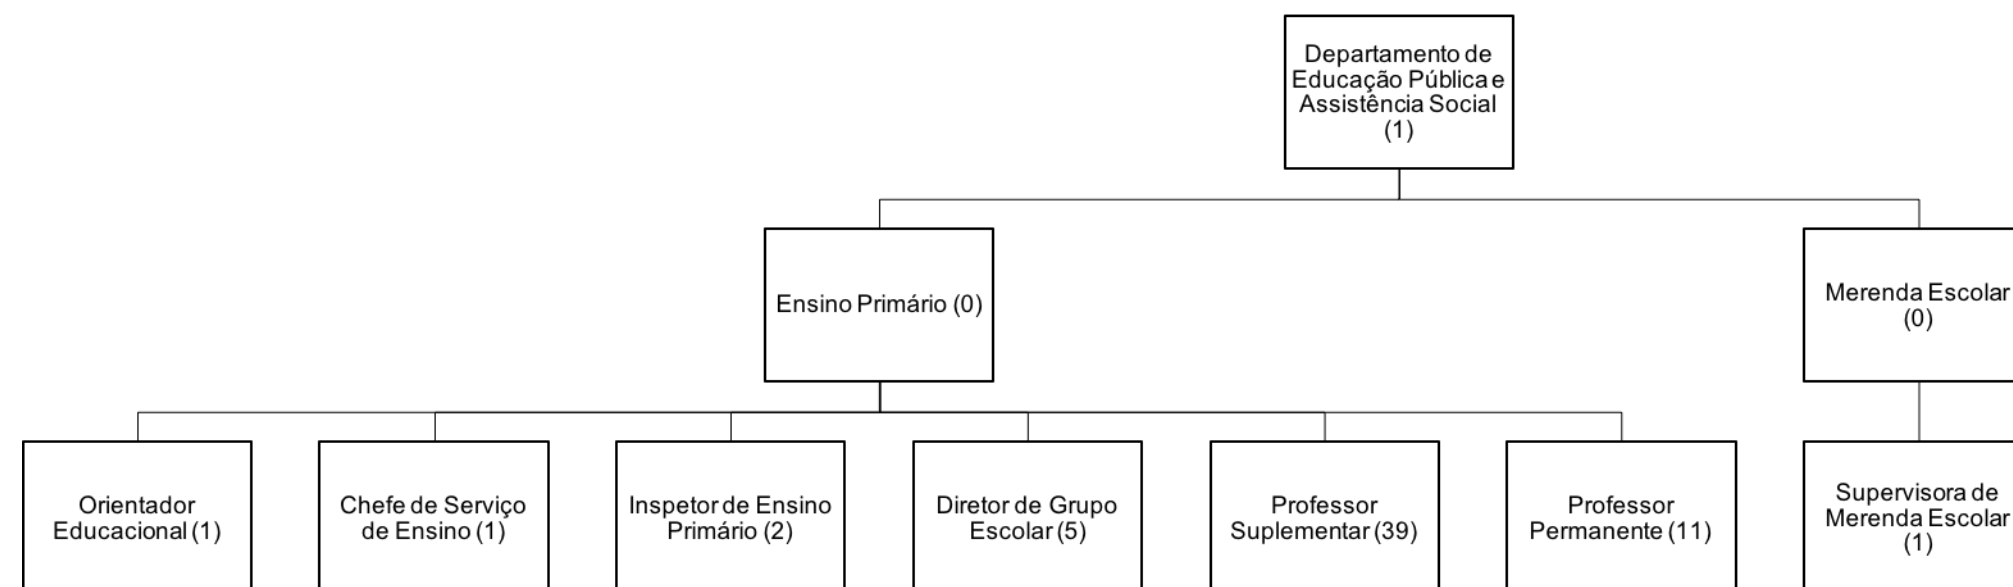 Departamento de
Educação Pública e
Assistência Social
(1)
Ensino Primário (0)
Merenda Escolar
(0)
Orientador
Educacional (1)
Chefe de Serviço
de Ensino (1)
Inspetor de Ensino
Primário (2)
Diretor de Grupo
Escolar (5)
Professor
Suplementar (39)
Professor
Permanente (11)
Supervisora de
Merenda Escolar
(1)